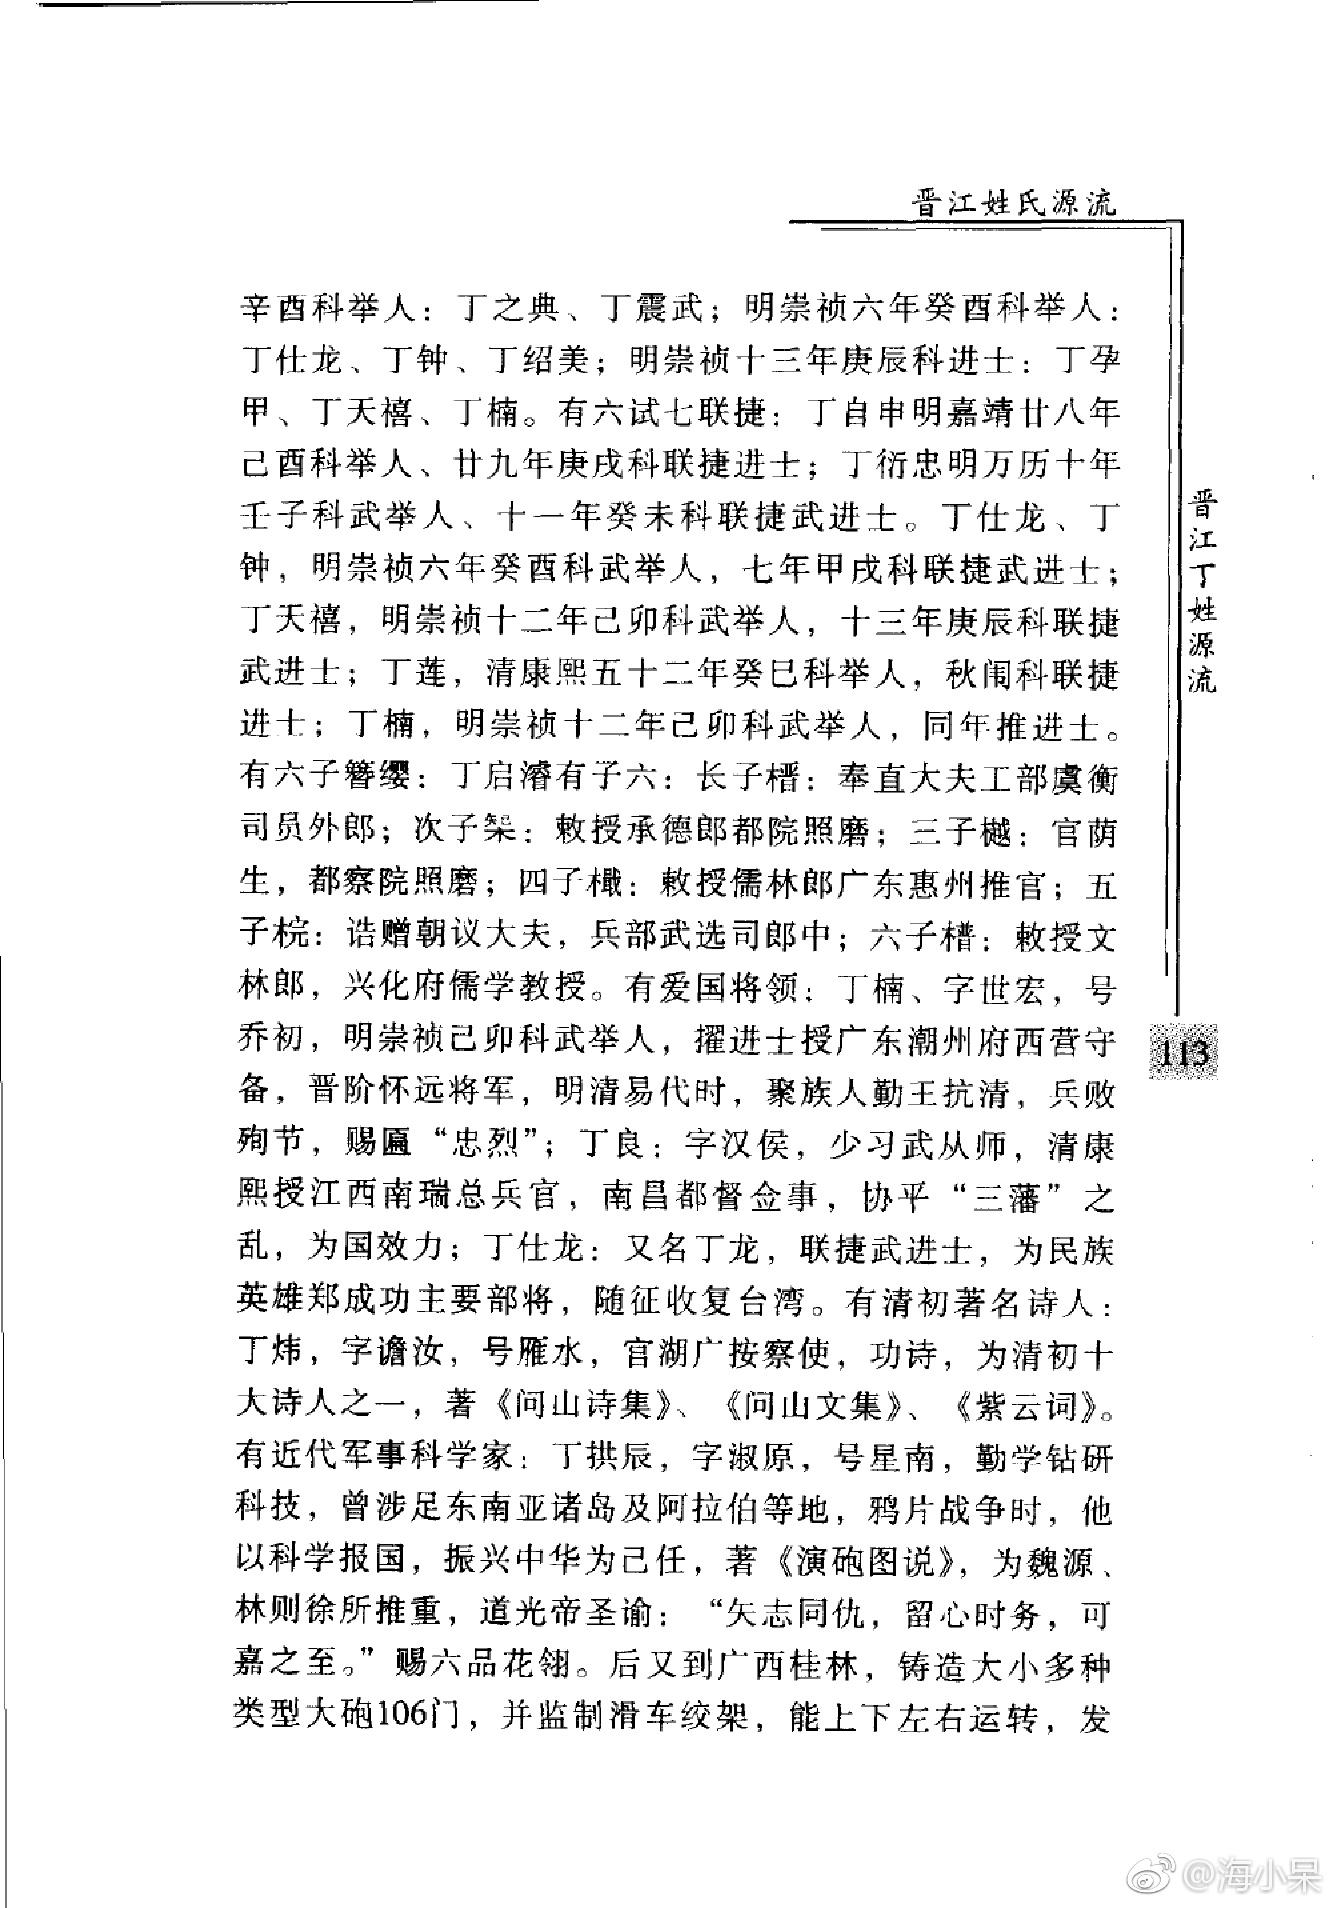 晋江姓氏源流
辛酉科举人：丁之典、丁震武；明崇祯六年癸酉科举人：
丁仕龙、丁钟、丁绍美；明崇祯十三年庚辰科进士：丁孕
甲、丁天禧、丁楠。有六试七联捷：丁自申明嘉靖廿八年
己酉科举人、廿九年庚戌科联捷进士；丁衍忠明万历十年
壬子科武举人、十一年癸未科联捷武进士。丁仕龙、丁
钟，明崇祯六年癸酉科武举人，七年甲戌科联捷武进士；
丁天禧，明崇祯十二年己卯科武举人，十三年庚辰科联捷
武进士；丁莲，清康熙五十二年癸巳科举人，秋闱科联捷
进士；丁楠，明崇祯十二年己卯科武举人，同年推进士。
有六子簪缨：丁启濬有子六：长子榗：奉直大夫工部虞衡
司员外郎；次子：敕授承德郎都院照磨；三子樾：官荫
生，都察院照磨；四子檝：敕授儒林郎广东惠州推官；五
子梡：诰赠朝议大夫，兵部武选司郎中；六子槽：敕授文
林郎，兴化府儒学教授。有爱国将领：丁楠、字世宏，号
乔初，明崇祯己卯科武举人，擢进士授广东潮州府西营守
备，晋阶怀远将军，明清易代时，聚族人勤王抗清，兵败
殉节，赐匾“忠烈”；丁良：字汉侯，少习武从师，清康
熙授江西南瑞总兵官，南昌都督佥事，协平“三藩”之
乱，为国效力；丁仕龙：又名丁龙，联捷武进士，为民族
英雄郑成功主要部将，随征收复台湾。有清初著名诗人：
丁炜，字澹汝，号雁水，官湖广按察使，功诗，为清初十
大诗人之一，著《问山诗集》、《问山文集》、《紫云词》。
有近代军事科学家：丁拱辰，字淑原，号星南，勤学钻研
科技，曾涉足东南亚诸岛及阿拉伯等地，鸦片战争时，他
以科学报国，振兴中华为己任，著《演砲图说》，为魏源、
林则徐所推重，道光帝圣谕：“矢志同仇，留心时务，可
嘉之至。”赐六品花翎。后又到广西桂林，铸造大小多种
类型大砲106门，并监制滑车绞架，能上下左右运转，发
晋江丁姓源流
113
@海小呆